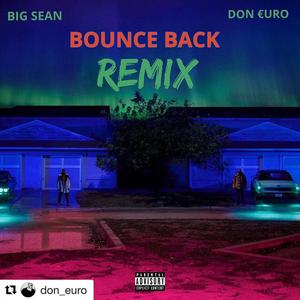 BIG SEAN
DON €URO
BOUNCE BACK
REMIX
PARENTAL
ADVISORY
EXPLICIT CONTENT
don_euro